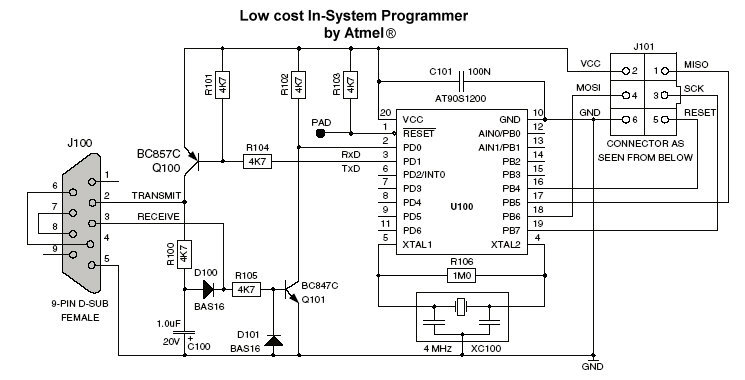 Low cost In-System Programmer
by Atmel®
J101
VCC
2
1
MISO
MOSI
4
3
SCK
GND
6
5
RESET
CONNECTOR AS
SEEN FROM BELOW
R101
4K7
R102
4K7
R103
4K7
C101
100N
AT90S1200
PAD
20
VCC
GND
10
1
RESET
AIN0/PB0
12
2
PD0
AIN1/PB1
13
RxD
3
PD1
PB2
14
TxD
6
PD2/INT0
PB3
15
7
PD3
PB4
16
8
PD4
PB5
17
9
PD5
PB6
18
11
PD6
PB7
19
5
XTAL1
XTAL2
4
U100
BC857C
Q100
R104
4K7
J100
1
6
2
TRANSMIT
7
3
RECEIVE
8
4
9
5
9-PIN D-SUB
FEMALE
R100
4K7
D100
BAS16
R105
4K7
BC847C
Q101
D101
BAS16
1.0uF
20V
+
C100
R106
1M0
4 MHz
XC100
GND